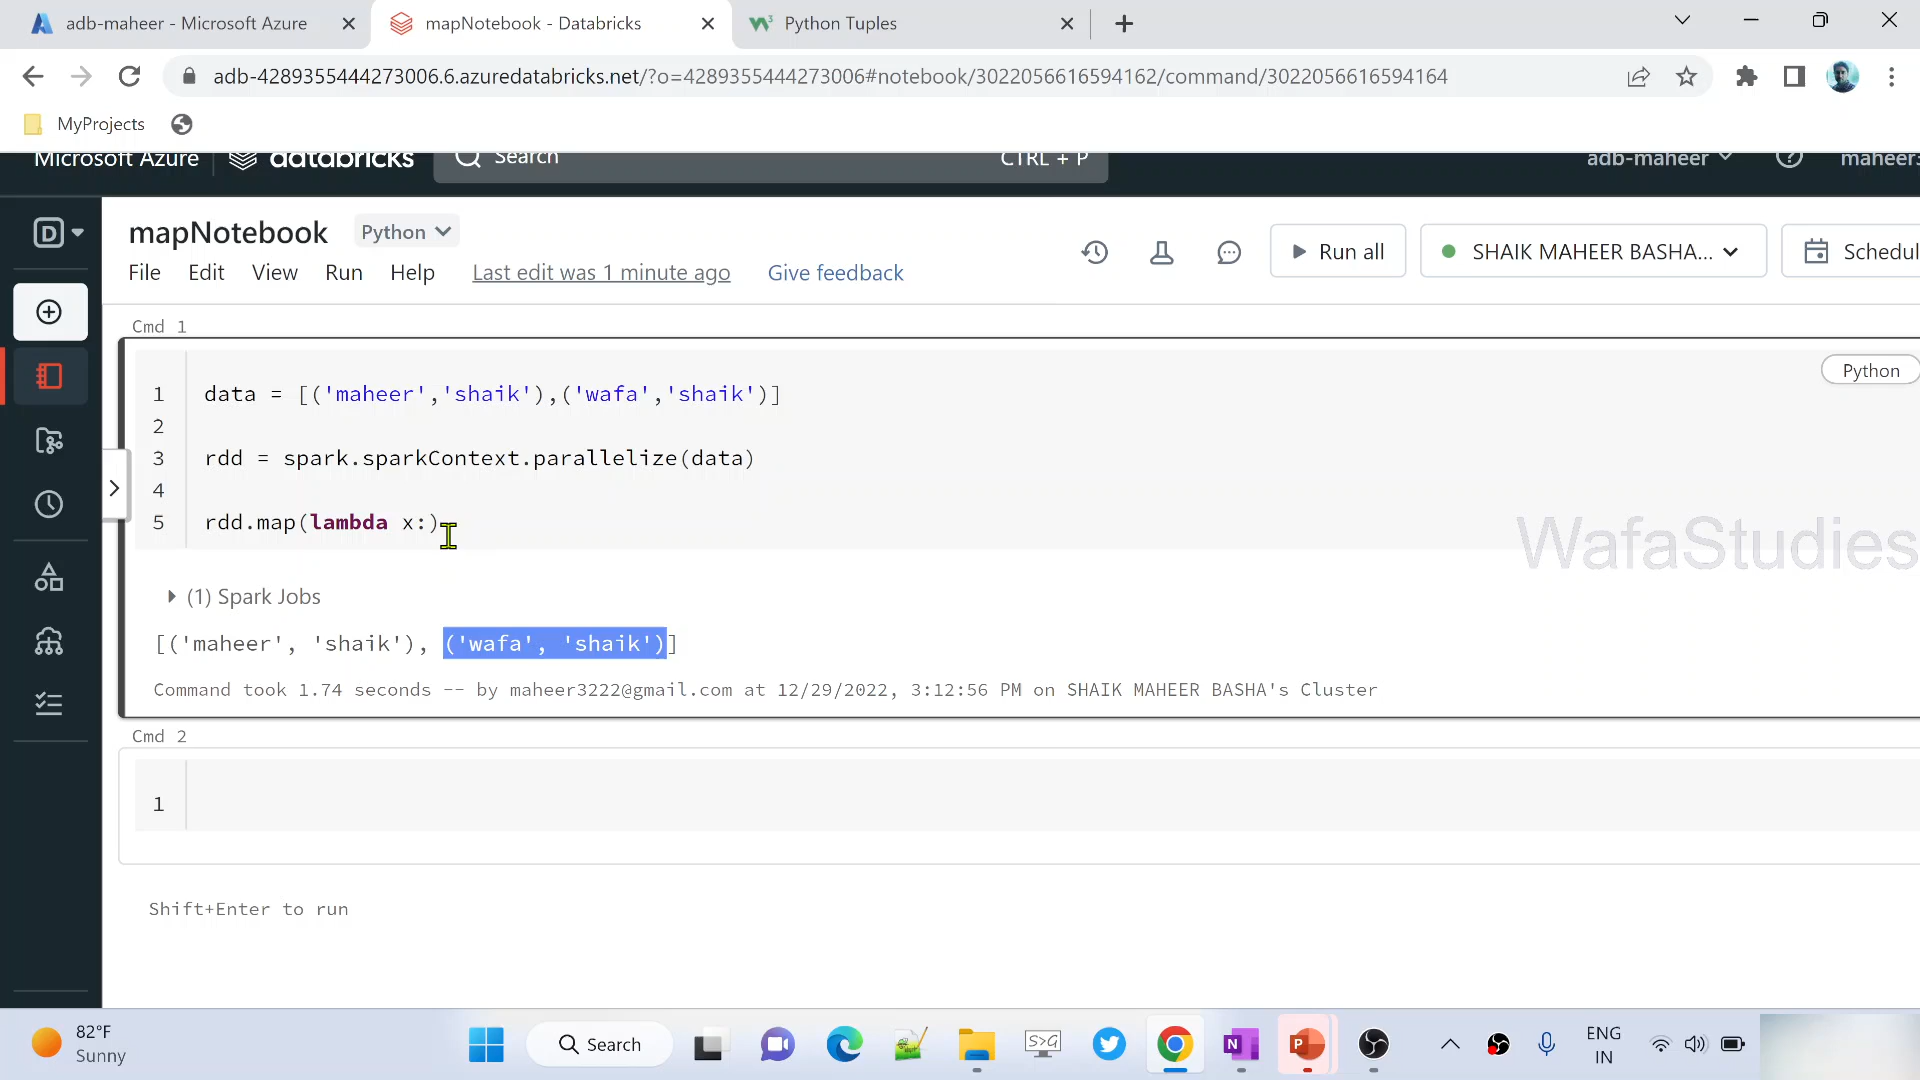 adb-maheer - Microsoft Azure
mapNotebook - Databricks
Python Tuples
adb-4289355444273006.6.azuredatabricks.net/?o=4289355444273006#notebook/3022056616594162/command/3022056616594164
MyProjects
Microsoft Azure
databricks
Search
CTRL + P
adb-maheer
maheer3
mapNotebook
Python
File Edit View Run Help
Last edit was 1 minute ago
Give feedback
Run all
SHAIK MAHEER BASHA...
Schedul
Cmd 1
Python
1 data = [('maheer','shaik'),('wafa','shaik')]
2
3 rdd = spark.sparkContext.parallelize(data)
4
5 rdd.map(lambda x:)
WafaStudies
(1) Spark Jobs
[('maheer', 'shaik'), ('wafa', 'shaik')]
Command took 1.74 seconds -- by maheer3222@gmail.com at 12/29/2022, 3:12:56 PM on SHAIK MAHEER BASHA's Cluster
Cmd 2
1
Shift+Enter to run
82°F
Sunny
Search
S>G
N
P
ENG
IN